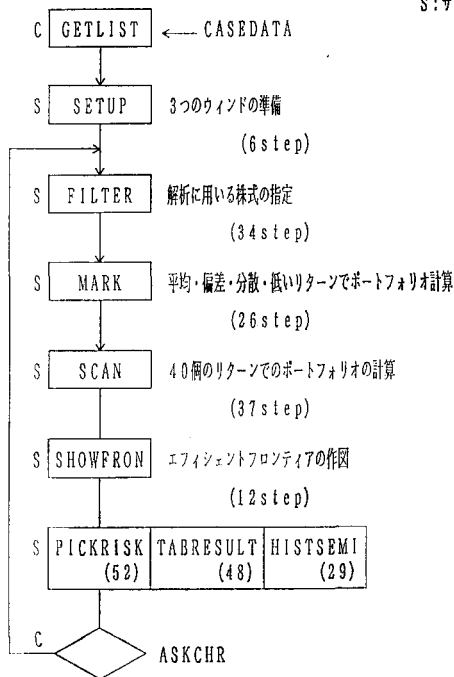 S:サ
C GETLIST ← CASEDATA
S SETUP 3つのウィンドの準備
(6step)
S FILTER 解析に用いる株式の指定
(34step)
S MARK 平均・偏差・分散・低いリターンでポートフォリオ計算
(26step)
S SCAN 40個のリターンでのポートフォリオの計算
(37step)
S SHOWFRON エフィシェントフロンティアの作図
(12step)
S PICKRISK TABRESULT HISTSEMI
(52) (48) (29)
C ASKCHR